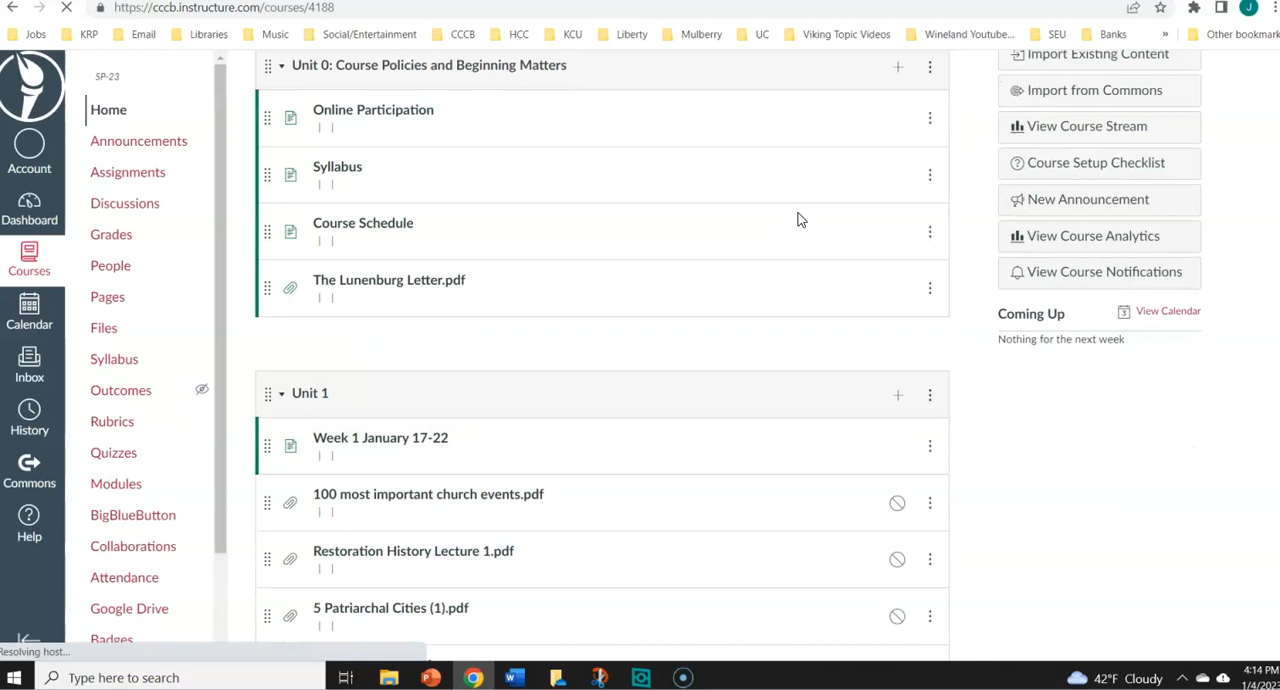 https://cccb.instructure.com/courses/4188
J
Jobs KRP Email Libraries Music Social/Entertainment CCCB HCC KCU Liberty Mulberry UC Viking Topic Videos Wineland Youtube... SEU Banks » Other bookmark
Account
Dashboard
Courses
Calendar
Inbox
History
Commons
Help
SP-23
Home
Announcements
Assignments
Discussions
Grades
People
Pages
Files
Syllabus
Outcomes
Rubrics
Quizzes
Modules
BigBlueButton
Collaborations
Attendance
Google Drive
Badges
Unit 0: Course Policies and Beginning Matters
Online Participation
Syllabus
Course Schedule
The Lunenburg Letter.pdf
Unit 1
Week 1 January 17-22
100 most important church events.pdf
Restoration History Lecture 1.pdf
5 Patriarchal Cities (1).pdf
Import Existing Content
Import from Commons
View Course Stream
Course Setup Checklist
New Announcement
View Course Analytics
View Course Notifications
Coming Up
View Calendar
Nothing for the next week
Resolving host...
Type here to search
42°F Cloudy
4:14 PM
1/4/202